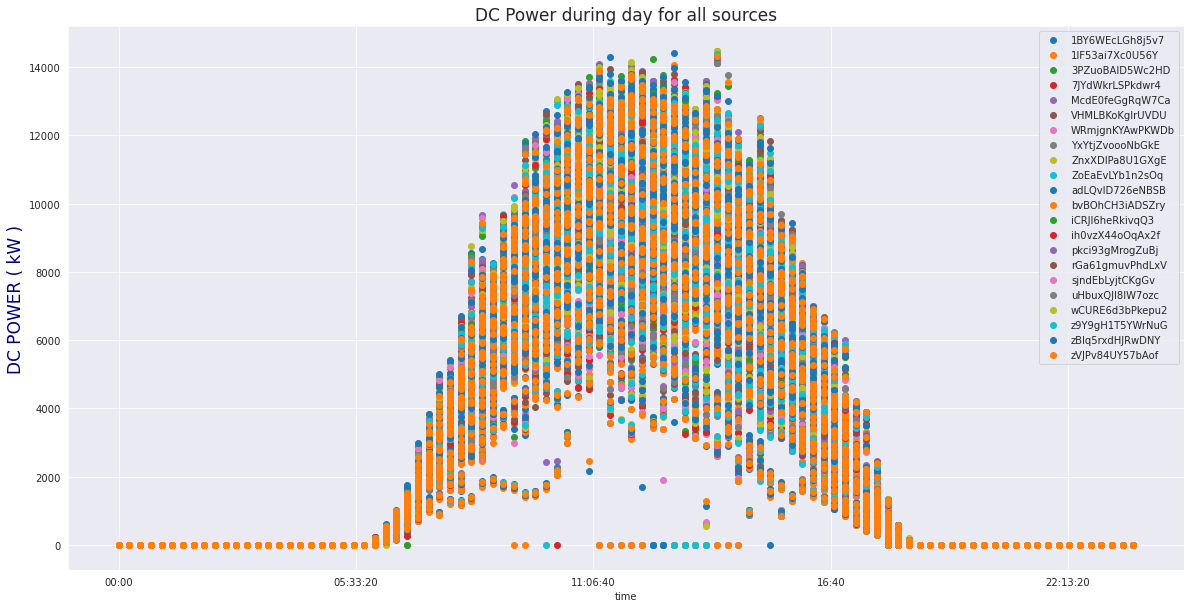 DC Power during day for all sources
DC POWER ( kW )
14000
12000
10000
8000
6000
4000
2000
0
00:00
05:33:20
11:06:40
16:40
22:13:20
time
1BY6WEcLGh8j5v7
1IF53ai7Xc0U56Y
3PZuoBAID5Wc2HD
7JYdWkrLSPkdwr4
McdE0feGgRqW7Ca
VHMLBKoKgIrUVDU
WRmjgnKYAwPKWDb
YxYtjZvoooNbGkE
ZnxXDlPa8U1GXgE
ZoEaEvLYb1n2sOq
adLQvlD726eNBSB
bvBOhCH3iADSZry
iCRJl6heRkivqQ3
ih0vzX44oOqAx2f
pkci93gMrogZuBj
rGa61gmuvPhdLxV
sjndEbLyjtCKgGv
uHbuxQJl8lW7ozc
wCURE6d3bPkepu2
z9Y9gH1T5YWrNuG
zBIq5rxdHJRwDNY
zVJPv84UY57bAof